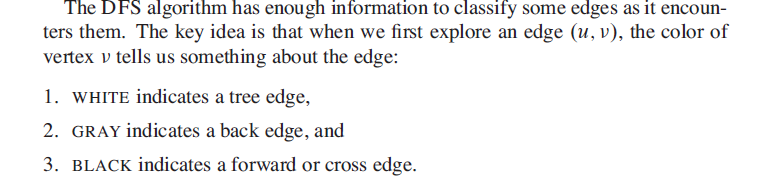 The DFS algorithm has enough information to classify some edges as it encoun-
ters them. The key idea is that when we first explore an edge (u, v), the color of
vertex v tells us something about the edge:
1. WHITE indicates a tree edge,
2. GRAY indicates a back edge, and
3. BLACK indicates a forward or cross edge.